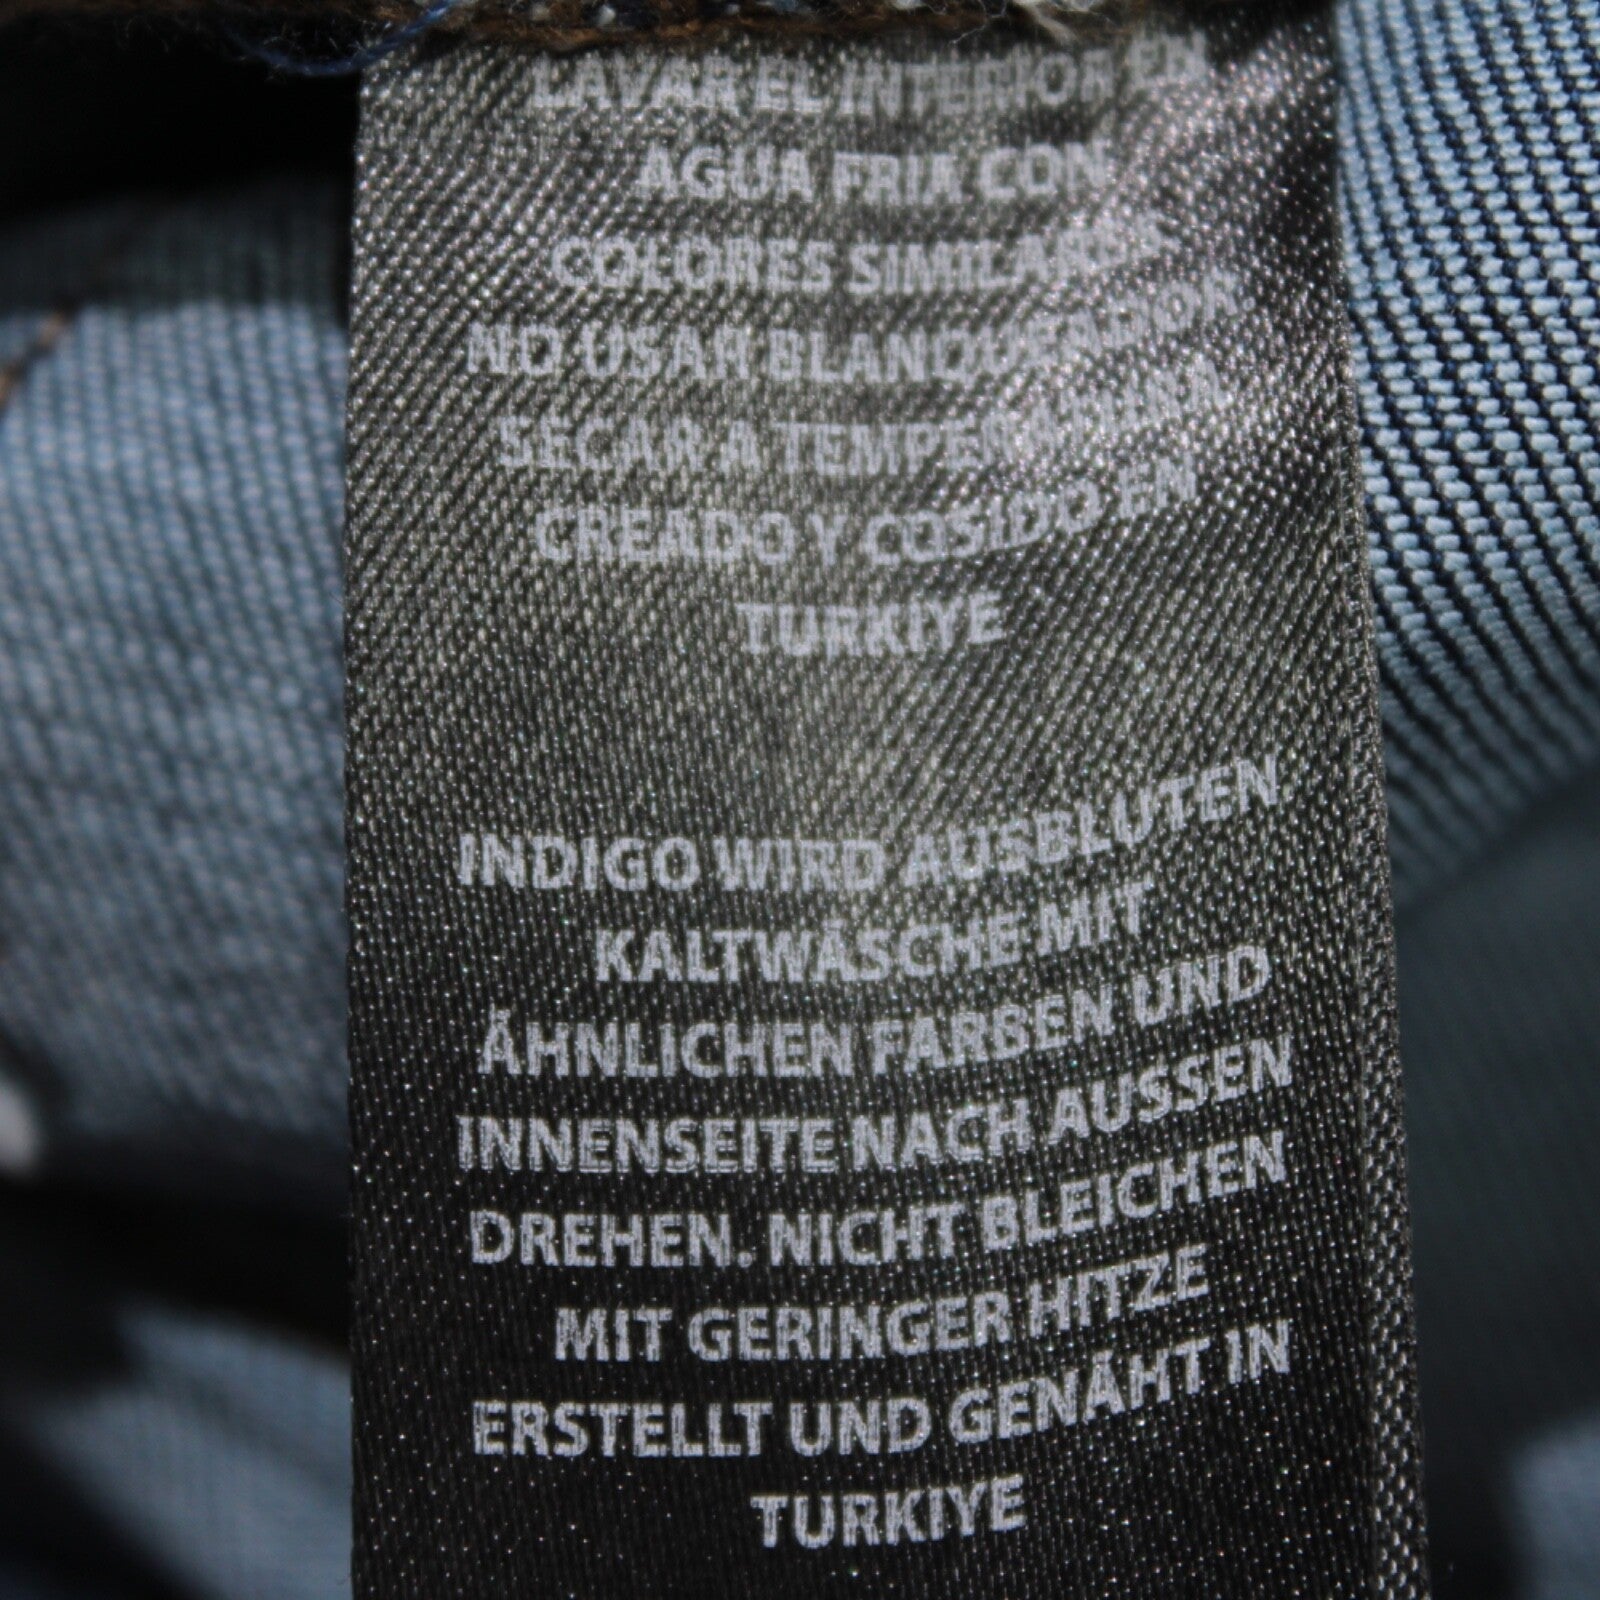 LAVAR EL INTERIOR EN
AGUA FRIA CON
COLORES SIMILARES.
NO USAR BLANQUEADOR.
SECAR A TEMPERATURA
CREADO Y COSIDO EN
TURKIYE
INDIGO WIRD AUSBLUTEN
KALTWÄSCHE MIT
ÄHNLICHEN FARBEN UND
INNENSEITE NACH AUSSEN
DREHEN. NICHT BLEICHEN
MIT GERINGER HITZE
ERSTELLT UND GENÄHT IN
TURKIYE